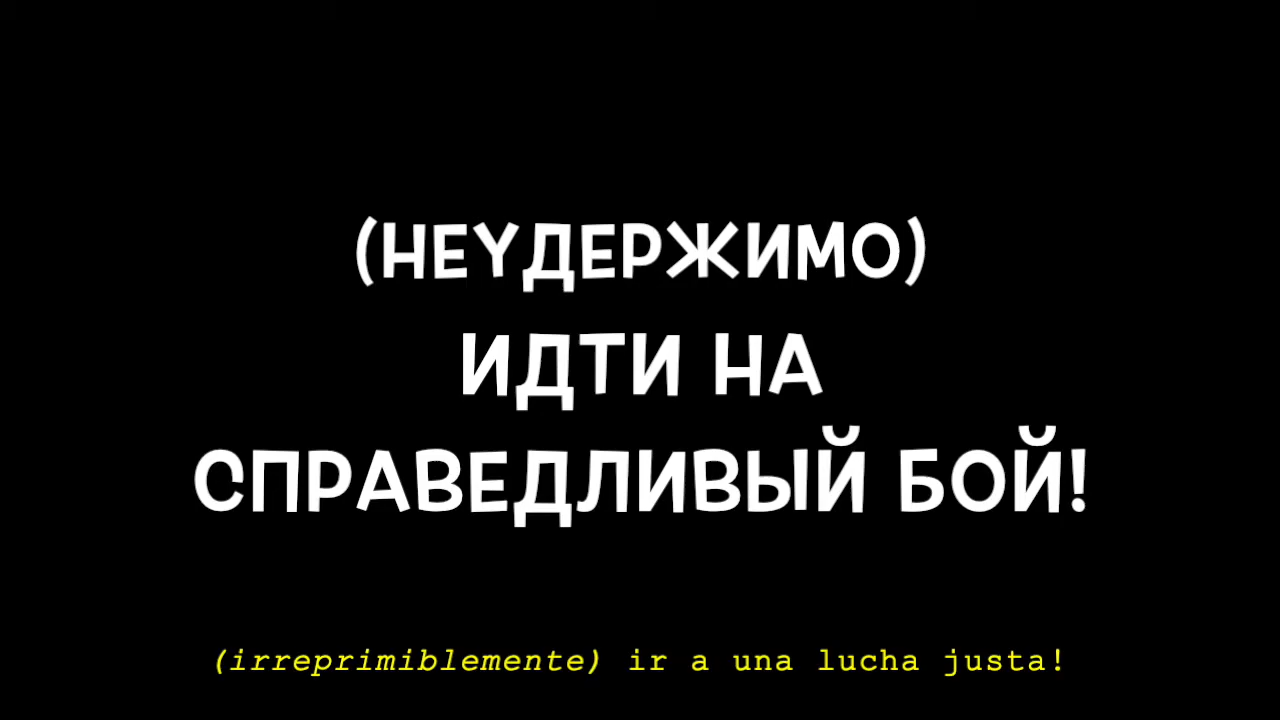 (НЕУДЕРЖИМО)
ИДТИ НА
СПРАВЕДЛИВЫЙ БОЙ!
(irreprimiblemente) ir a una lucha justa!